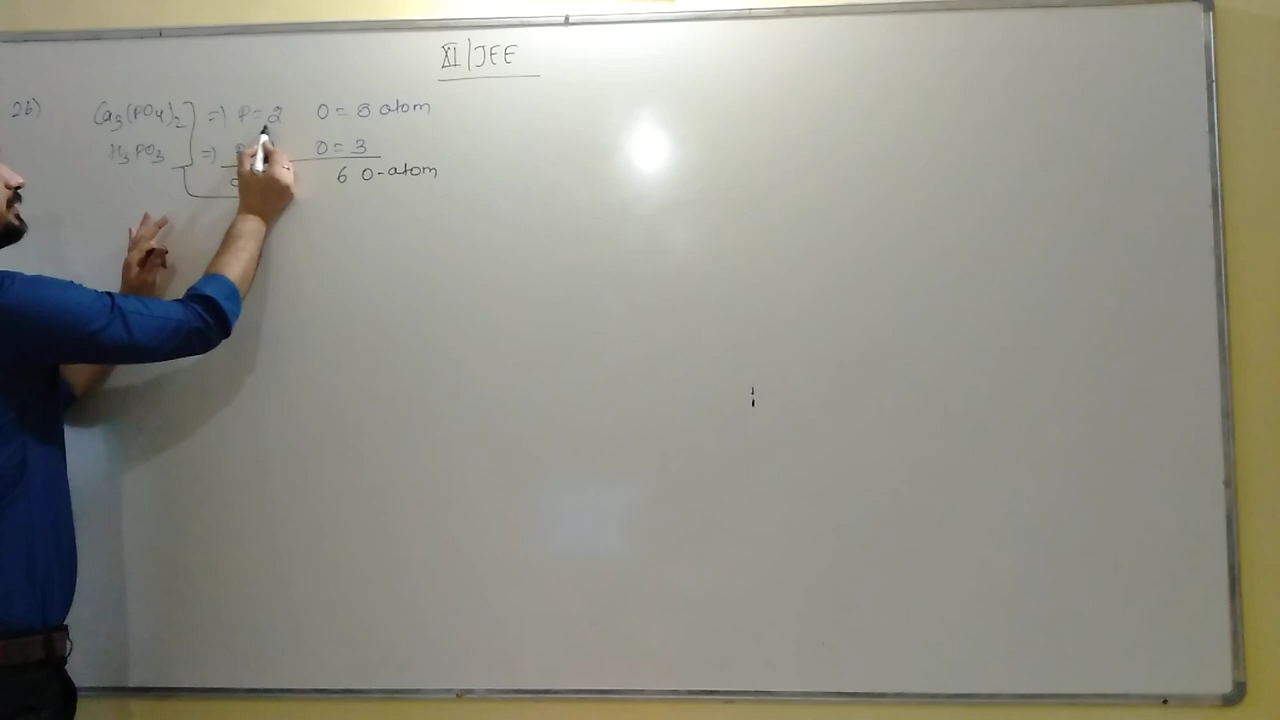 XI/JEE
26) Ca3(PO4)2 => P=2 O = 8 atom
H3PO3 => O = 3
6 O-atom